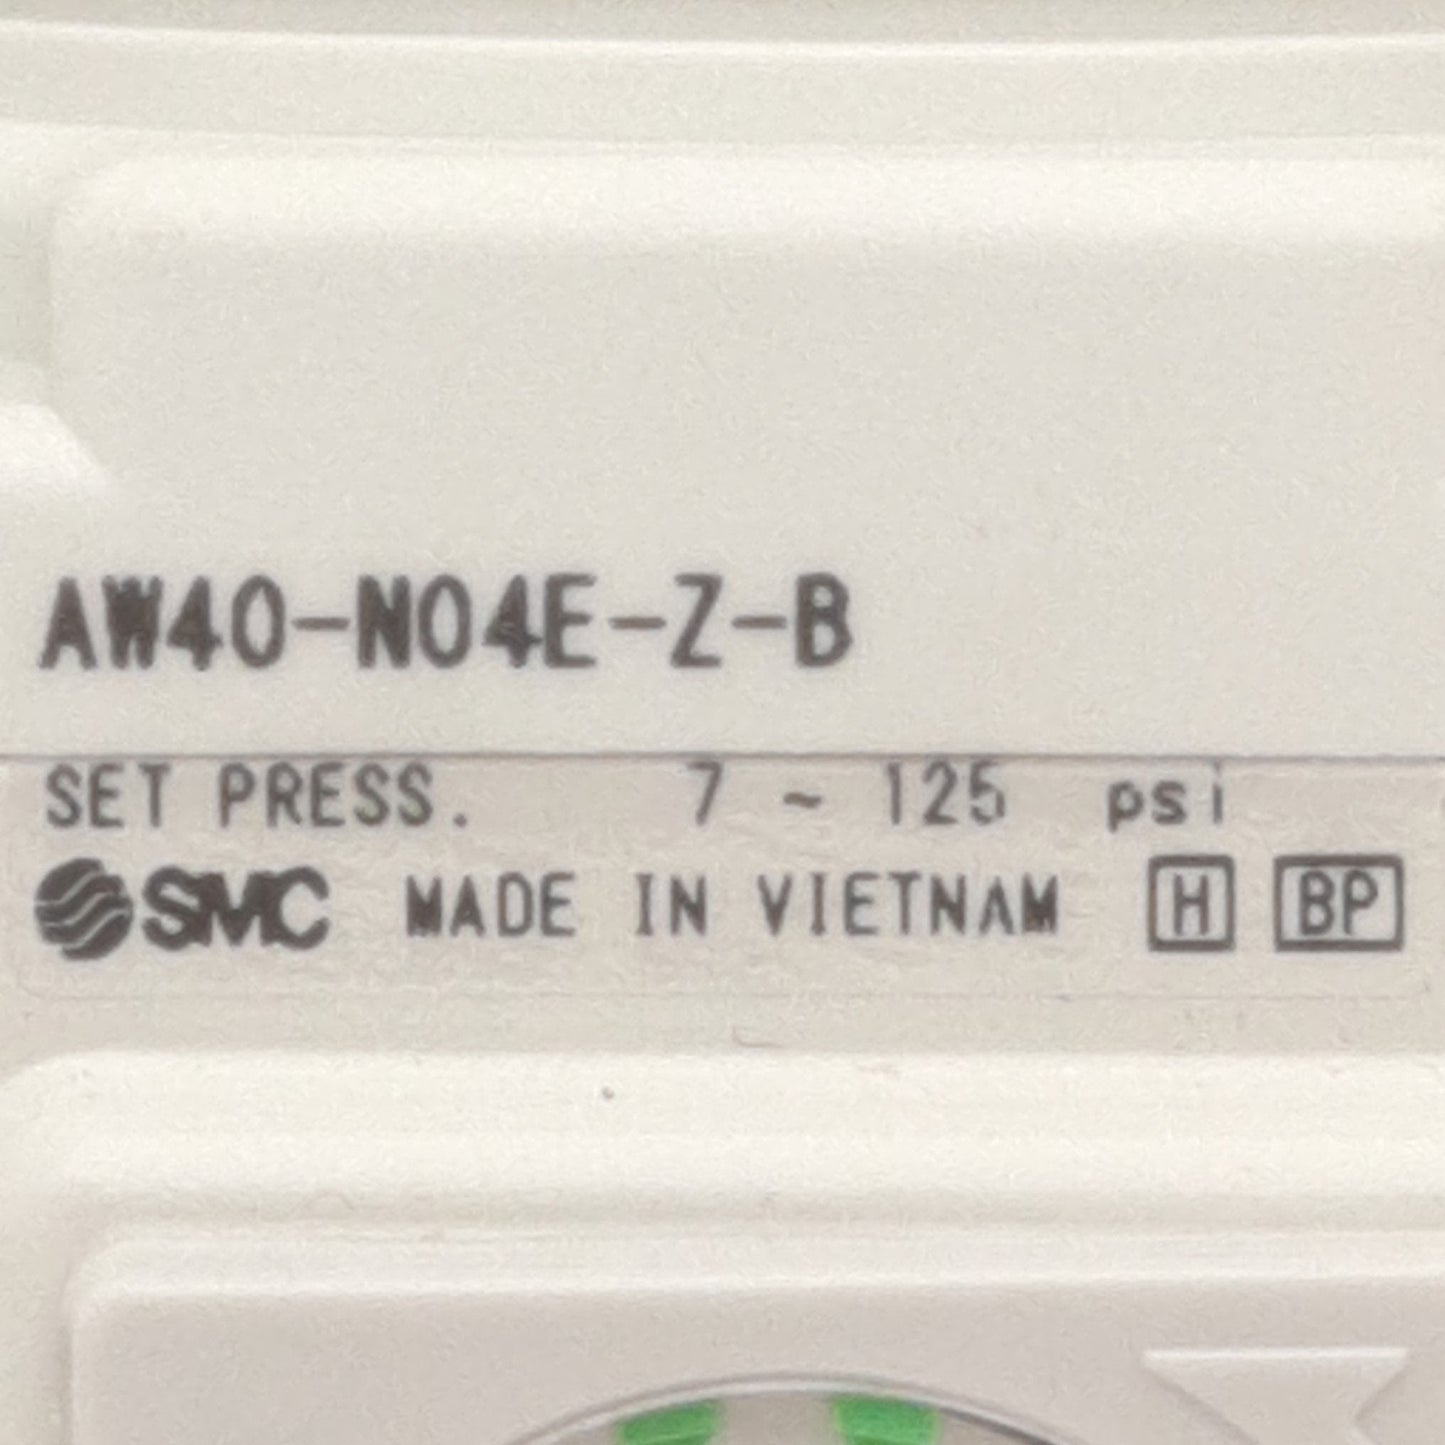 AW40-N04E-Z-B
SET PRESS. 7 ~ 125 psi
SMC MADE IN VIETNAM H BP